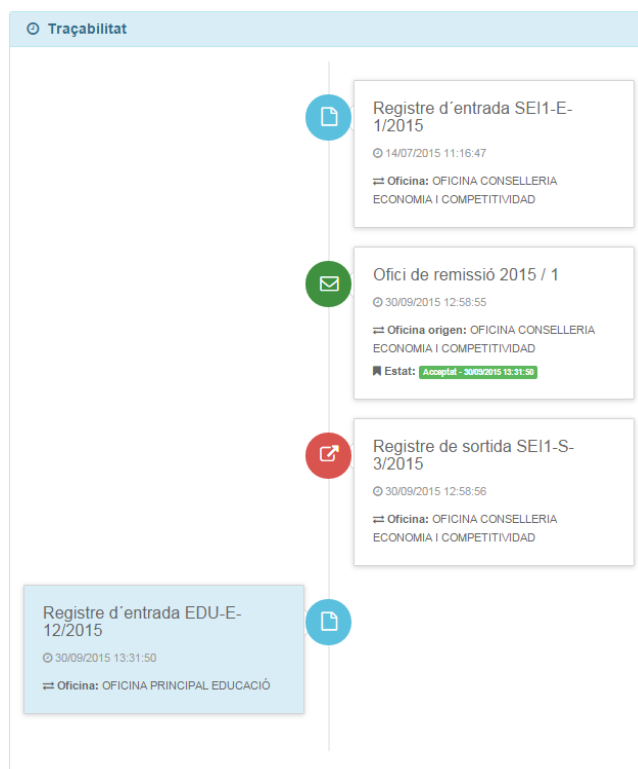 Traçabilitat
Registre d´entrada SEI1-E-
1/2015
14/07/2015 11:16:47
Oficina: OFICINA CONSELLERIA
ECONOMIA I COMPETITIVIDAD
Ofici de remissió 2015 / 1
30/09/2015 12:58:55
Oficina origen: OFICINA CONSELLERIA
ECONOMIA I COMPETITIVIDAD
Estat: Acceptat - 30/09/2015 13:31:50
Registre de sortida SEI1-S-
3/2015
30/09/2015 12:58:56
Oficina: OFICINA CONSELLERIA
ECONOMIA I COMPETITIVIDAD
Registre d´entrada EDU-E-
12/2015
30/09/2015 13:31:50
Oficina: OFICINA PRINCIPAL EDUCACIÓ